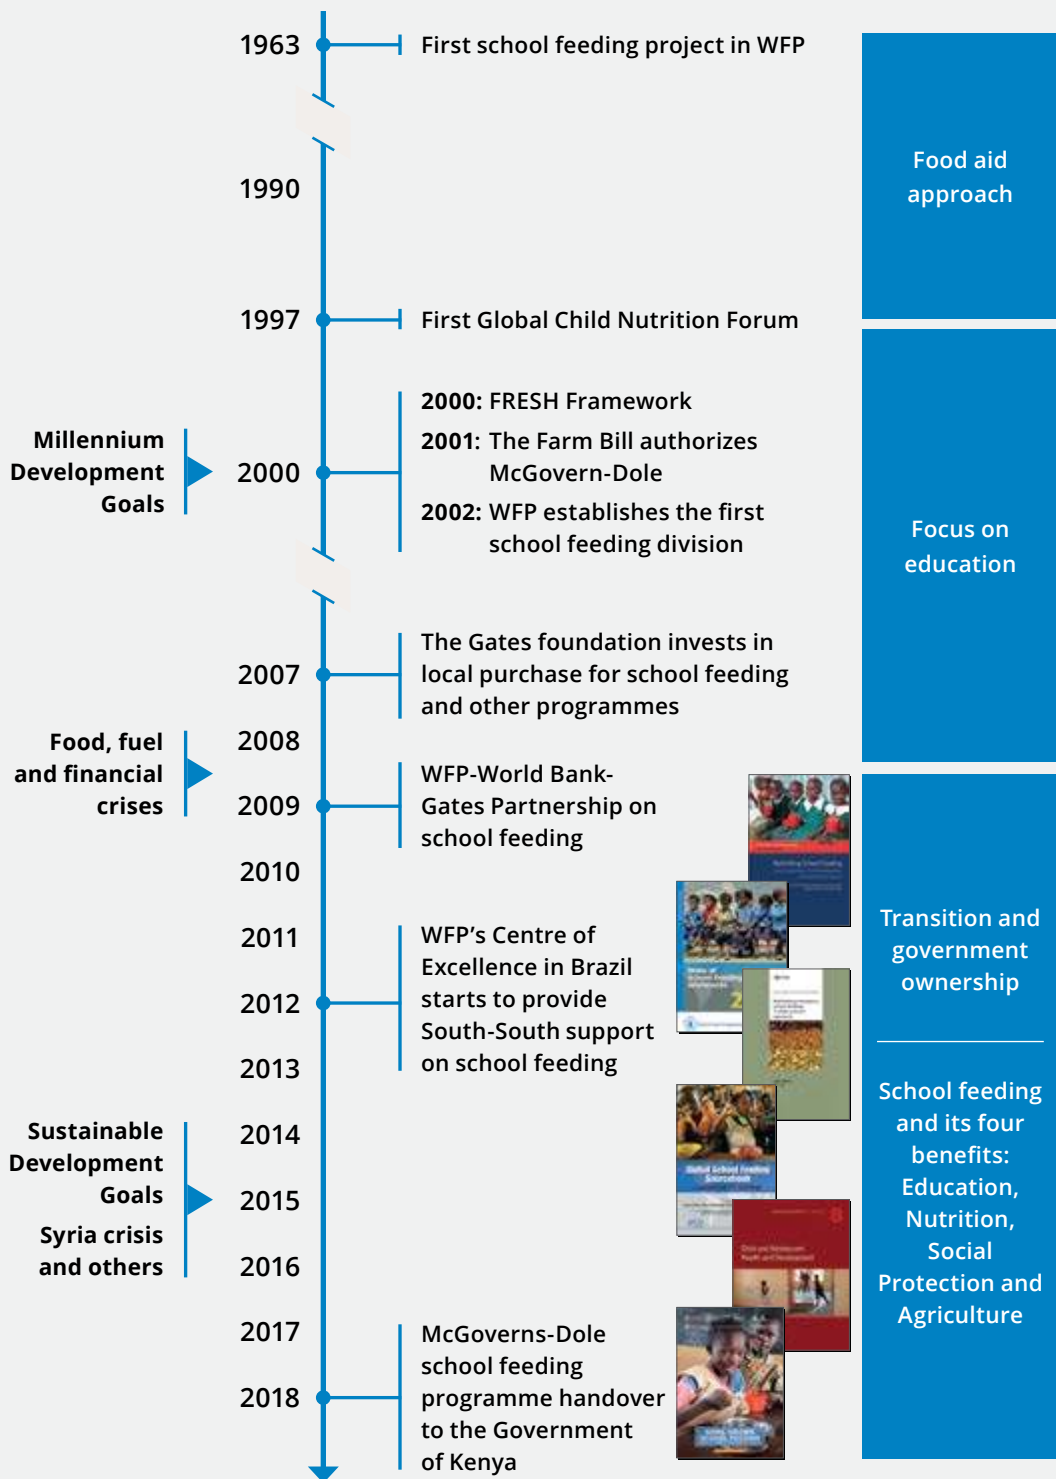 1963
First school feeding project in WFP
Food aid
approach
1990
1997
First Global Child Nutrition Forum
Millennium
Development
Goals
2000
2000: FRESH Framework
2001: The Farm Bill authorizes
McGovern-Dole
2002: WFP establishes the first
school feeding division
Focus on
education
2007
The Gates foundation invests in
local purchase for school feeding
and other programmes
Food, fuel
and financial
crises
2008
2009
WFP-World Bank-
Gates Partnership on
school feeding
2010
2011
2012
WFP's Centre of
Excellence in Brazil
starts to provide
South-South support
on school feeding
2013
Transition and
government
ownership
Sustainable
Development
Goals
Syria crisis
and others
2014
2015
2016
Global School Feeding
Sourcebook
School feeding
and its four
benefits:
Education,
Nutrition,
Social
Protection and
Agriculture
2017
2018
McGoverns-Dole
school feeding
programme handover
to the Government
of Kenya